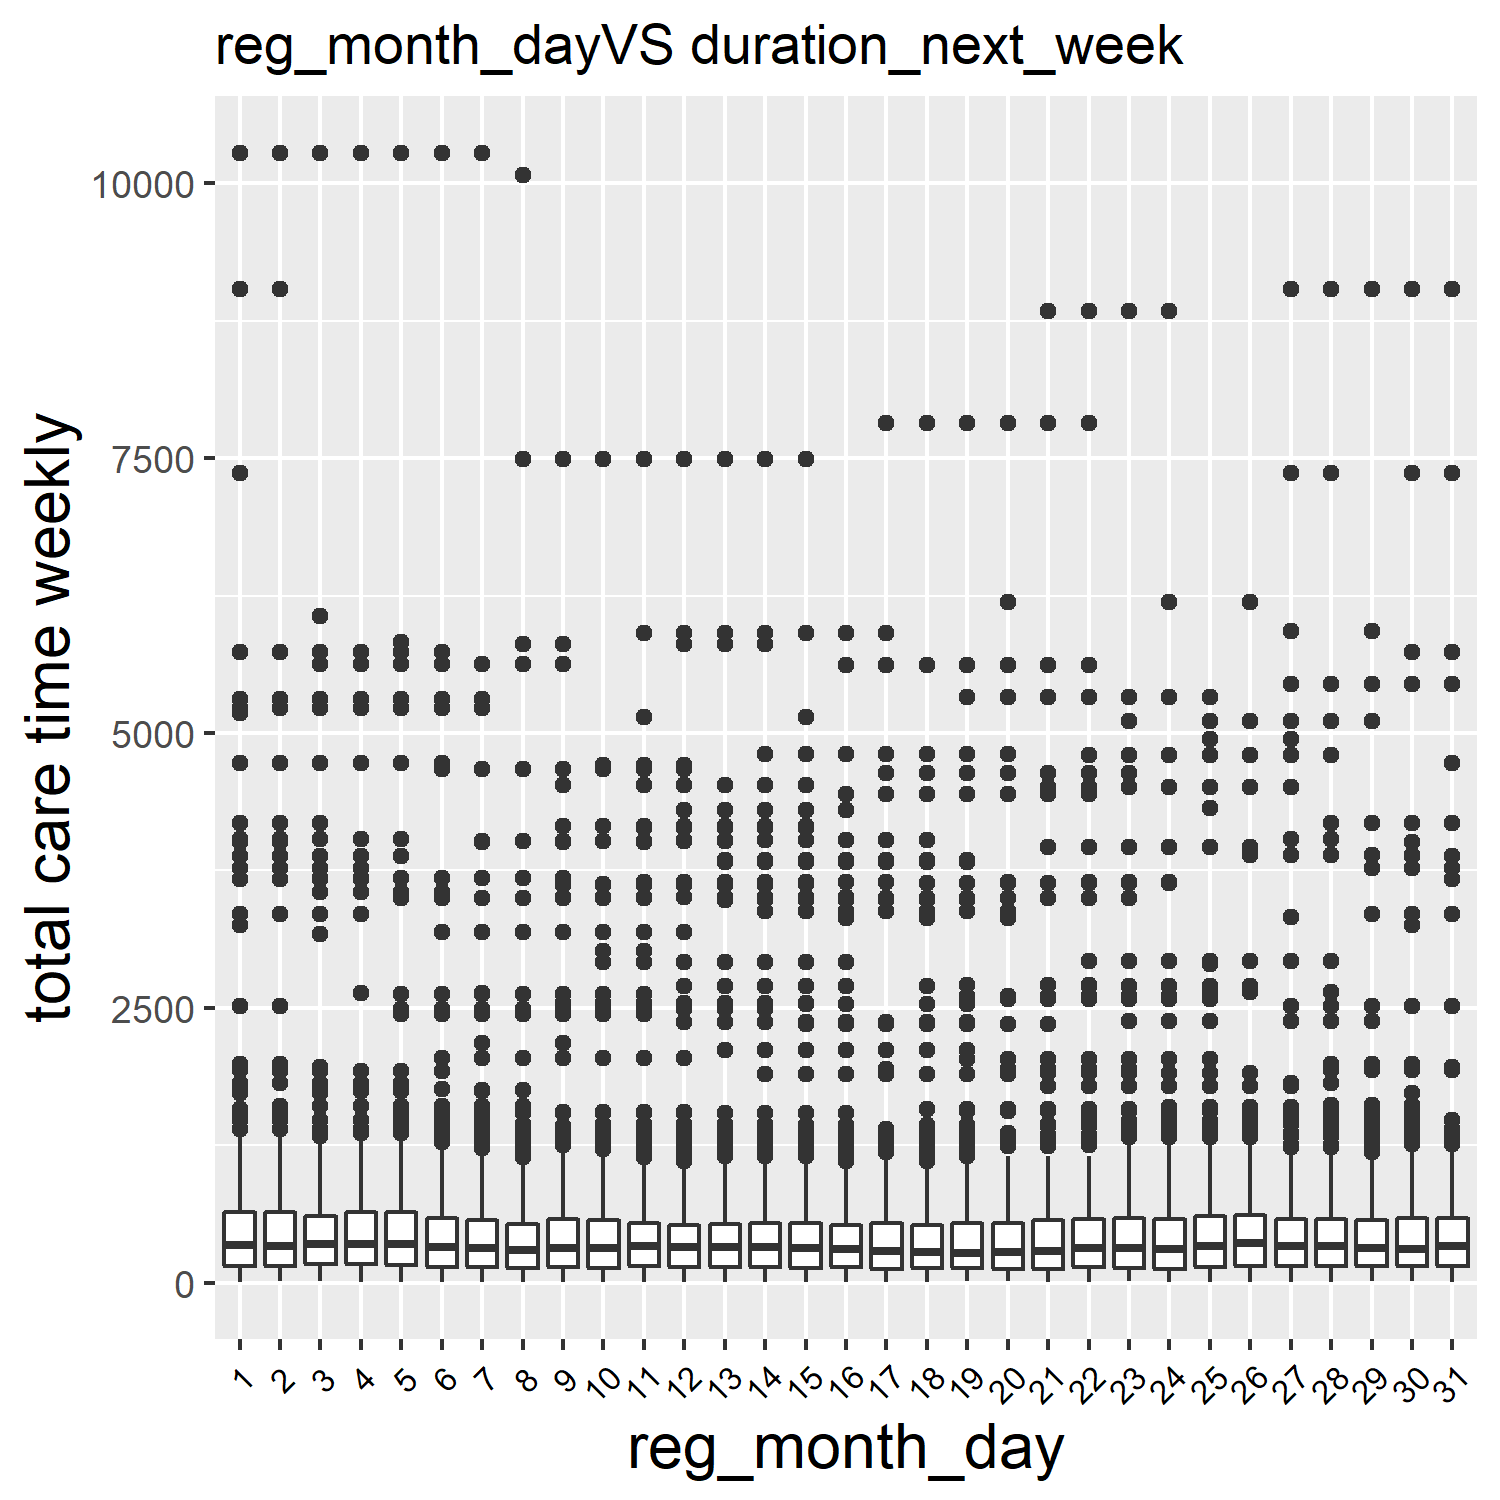 reg_month_dayVS duration_next_week
total care time weekly
10000
7500
5000
2500
0
1 2 3 4 5 6 7 8 9 10 11 12 13 14 15 16 17 18 19 20 21 22 23 24 25 26 27 28 29 30 31
reg_month_day